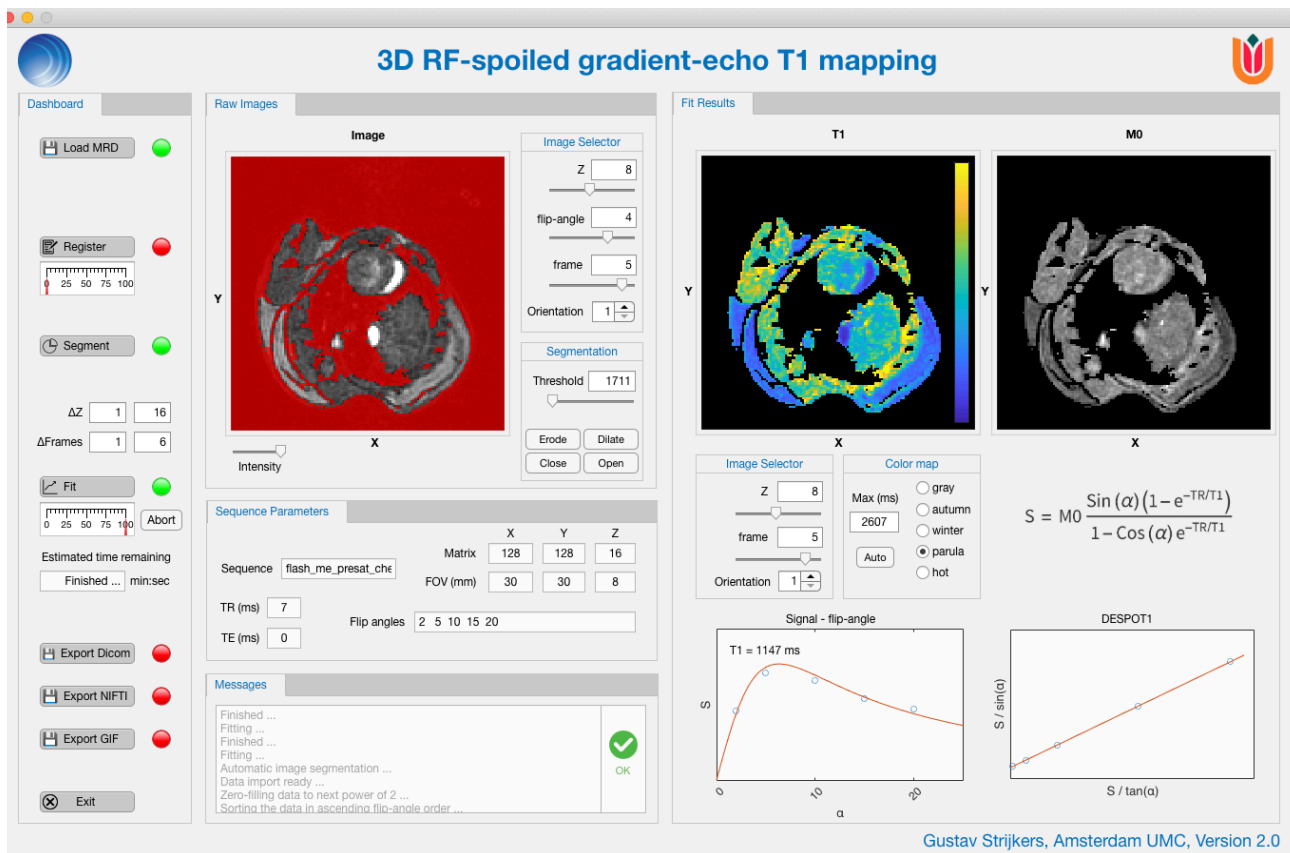 3D RF-spoiled gradient-echo T1 mapping
Dashboard
Load MRD
Register
0 25 50 75 100
Segment
ΔZ 1 16
ΔFrames 1 6
Fit
0 25 50 75 100 Abort
Estimated time remaining
Finished ... min:sec
Export Dicom
Export NIFTI
Export GIF
Exit
Raw Images
Image
Y
X
Intensity
Image Selector
Z 8
flip-angle 4
frame 5
Orientation 1
Segmentation
Threshold 1711
Erode Dilate
Close Open
Sequence Parameters
X Y Z
Matrix 128 128 16
Sequence flash_me_presat_che
FOV (mm) 30 30 8
TR (ms) 7
Flip angles 2 5 10 15 20
TE (ms) 0
Messages
Finished ...
Fitting ...
Finished ...
Fitting ...
Automatic image segmentation ...
Data import ready ...
Zero-filling data to next power of 2 ...
Sorting the data in ascending flip-angle order ...
OK
Fit Results
T1 M0
Y Y
X X
Image Selector
Z 8
frame 5
Orientation 1
Color map
Max (ms)
2607
Auto
gray
autumn
winter
parula
hot
S = M0 Sin (α) (1 − e−TR/T1)
1 − Cos (α) e−TR/T1
Signal - flip-angle
T1 = 1147 ms
S
0 10 20
α
DESPOT1
S / sin(α)
S / tan(α)
Gustav Strijkers, Amsterdam UMC, Version 2.0